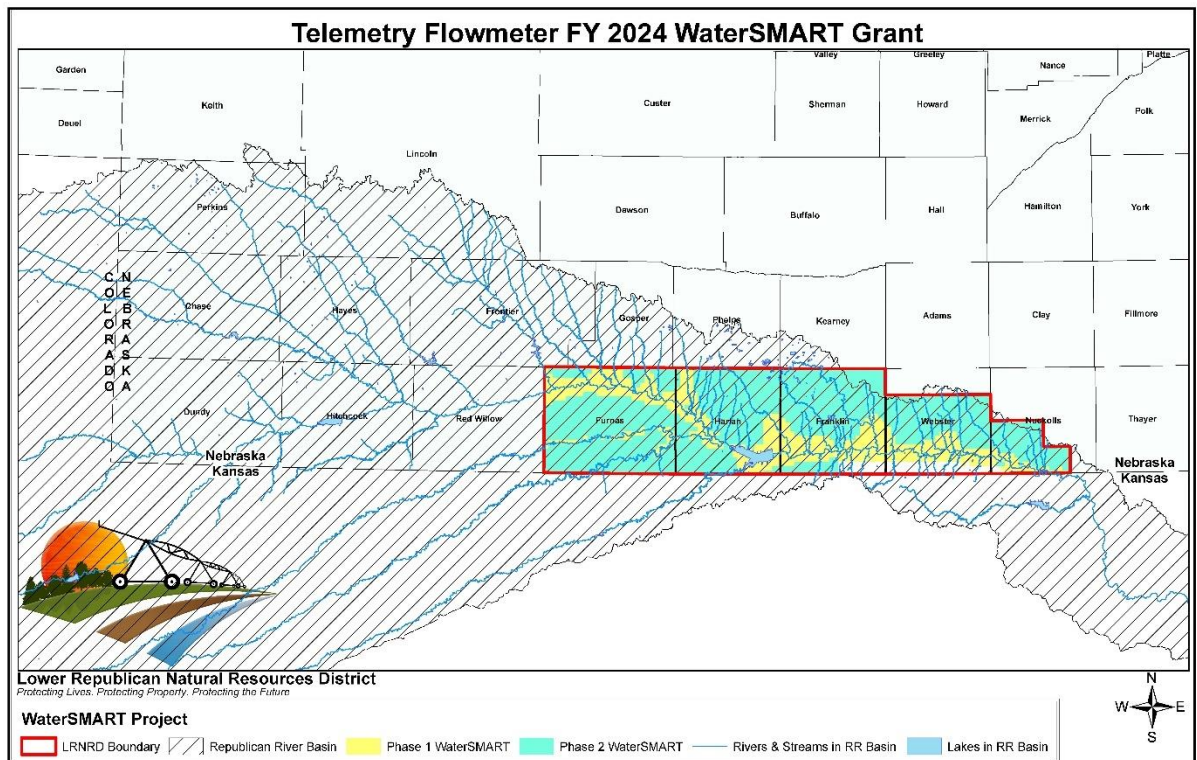 Telemetry Flowmeter FY 2024 WaterSMART Grant
Garden
Keith
Deuel
Lincoln
Custer
Valley
Greeley
Sherman
Howard
Nance
Platte
Merrick
Polk
Perkins
Dawson
Buffalo
Hall
Hamilton
York
COLORADO
NEBRASKA
Chase
Hayes
Frontier
Gosper
Phelps
Kearney
Adams
Clay
Fillmore
Dundy
Hitchcock
Red Willow
Furnas
Harlan
Franklin
Webster
Nuckolls
Thayer
Nebraska
Kansas
Nebraska
Kansas
Lower Republican Natural Resources District
Protecting Lives. Protecting Property. Protecting the Future
WaterSMART Project
LRNRD Boundary
Republican River Basin
Phase 1 WaterSMART
Phase 2 WaterSMART
Rivers & Streams in RR Basin
Lakes in RR Basin
N
W
E
S